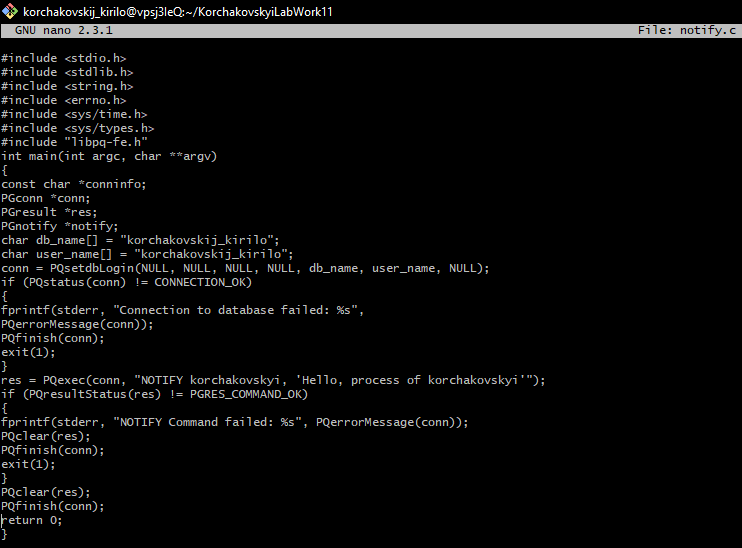 korchakovskij_kirilo@vpsj3leQ:~/KorchakovskyiLabWork11
GNU nano 2.3.1 File: notify.c
#include <stdio.h>
#include <stdlib.h>
#include <string.h>
#include <errno.h>
#include <sys/time.h>
#include <sys/types.h>
#include "libpq-fe.h"
int main(int argc, char **argv)
{
const char *conninfo;
PGconn *conn;
PGresult *res;
PGnotify *notify;
char db_name[] = "korchakovskij_kirilo";
char user_name[] = "korchakovskij_kirilo";
conn = PQsetdbLogin(NULL, NULL, NULL, NULL, db_name, user_name, NULL);
if (PQstatus(conn) != CONNECTION_OK)
{
fprintf(stderr, "Connection to database failed: %s",
PQerrorMessage(conn));
PQfinish(conn);
exit(1);
}
res = PQexec(conn, "NOTIFY korchakovskyi, 'Hello, process of korchakovskyi'");
if (PQresultStatus(res) != PGRES_COMMAND_OK)
{
fprintf(stderr, "NOTIFY Command failed: %s", PQerrorMessage(conn));
PQclear(res);
PQfinish(conn);
exit(1);
}
PQclear(res);
PQfinish(conn);
return 0;
}